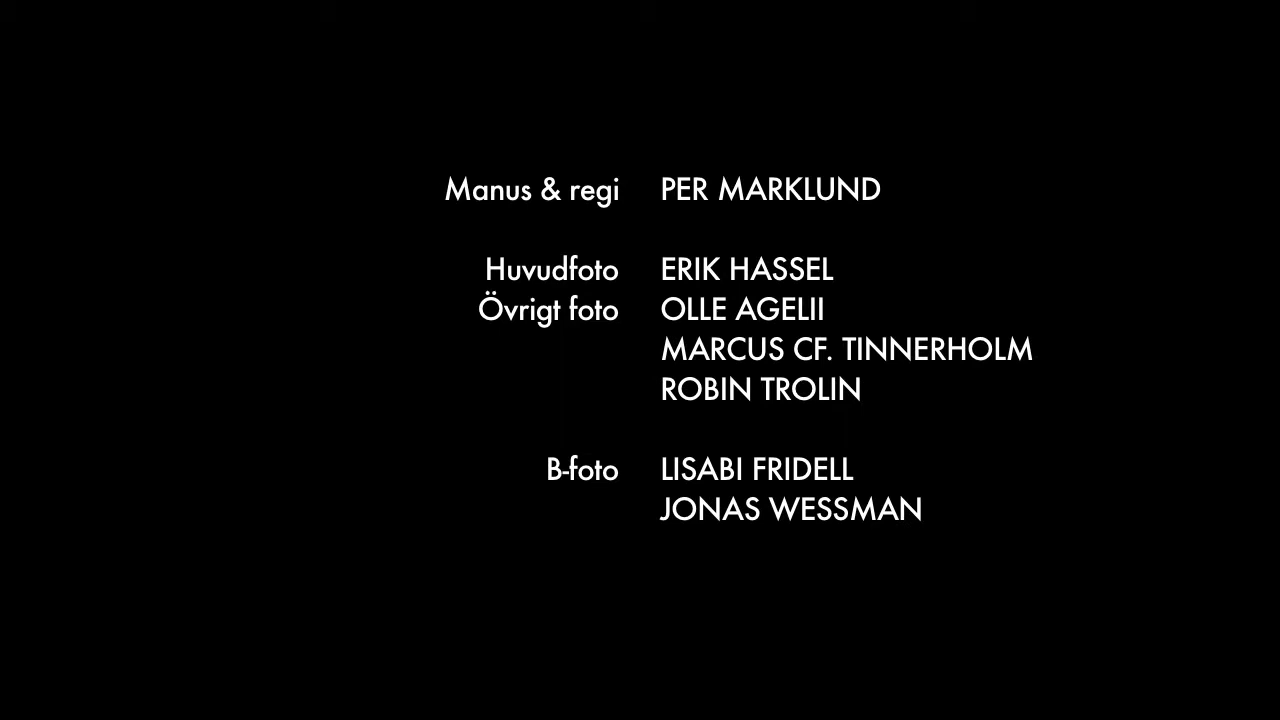 Manus & regi PER MARKLUND
Huvudfoto ERIK HASSEL
Övrigt foto OLLE AGELII
MARCUS CF. TINNERHOLM
ROBIN TROLIN
B-foto LISABI FRIDELL
JONAS WESSMAN